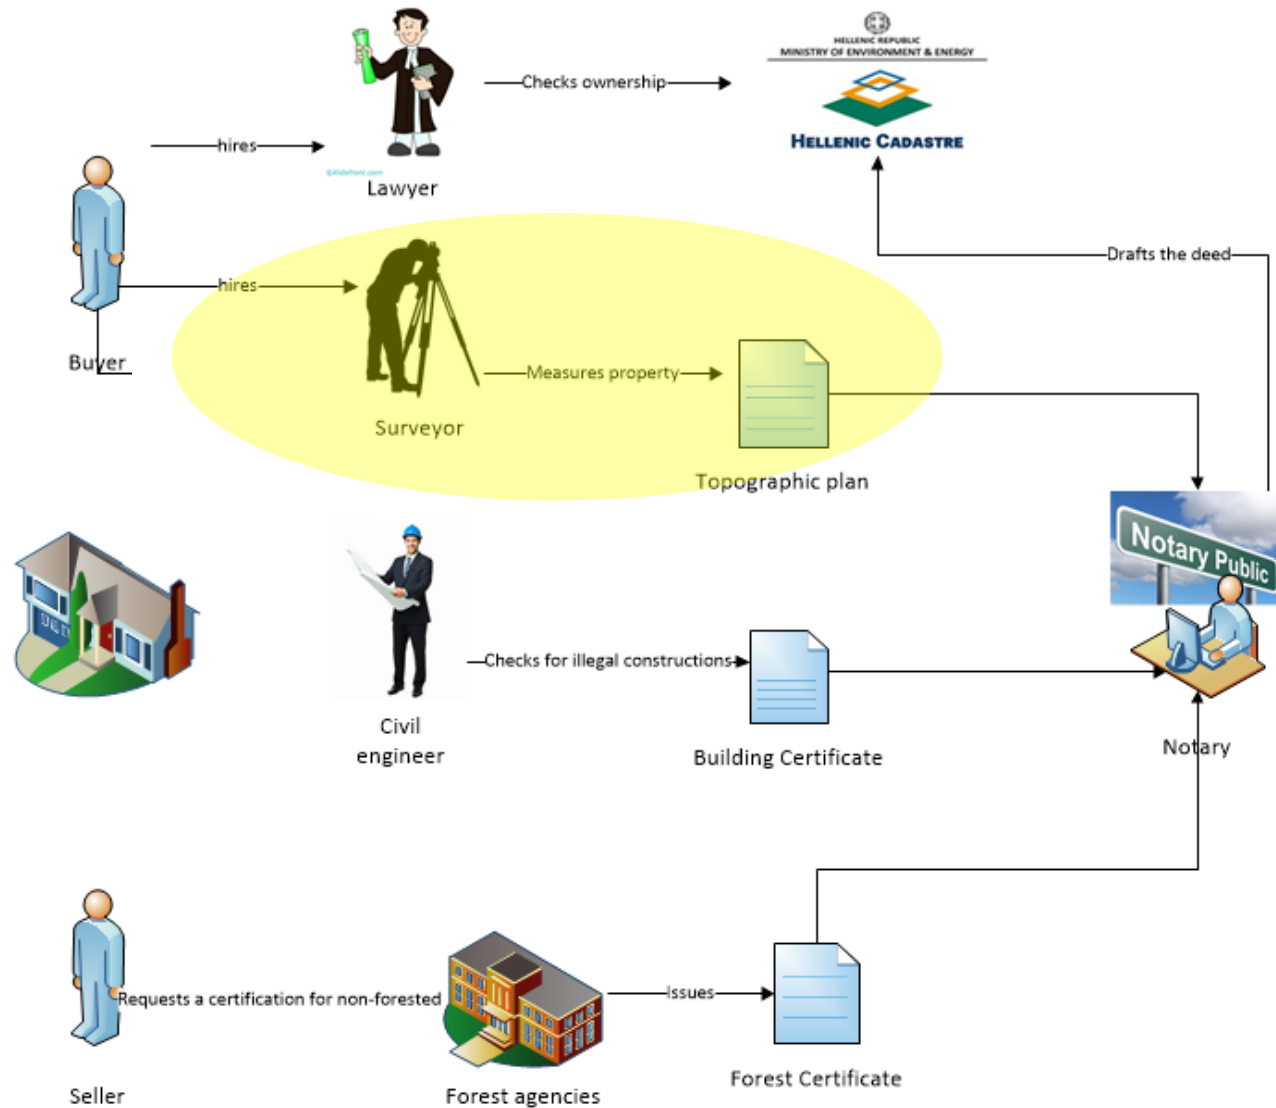 HELLENIC REPUBLIC
MINISTRY OF ENVIRONMENT & ENERGY
Checks ownership
HELLENIC CADASTRE
hires
©Kidsfront.com
Lawyer
Drafts the deed
hires
Buyer
Measures property
Surveyor
Topographic plan
Notary Public
Checks for illegal constructions
Civil
engineer
Building Certificate
Notary
Requests a certification for non-forested
Issues
Seller
Forest agencies
Forest Certificate